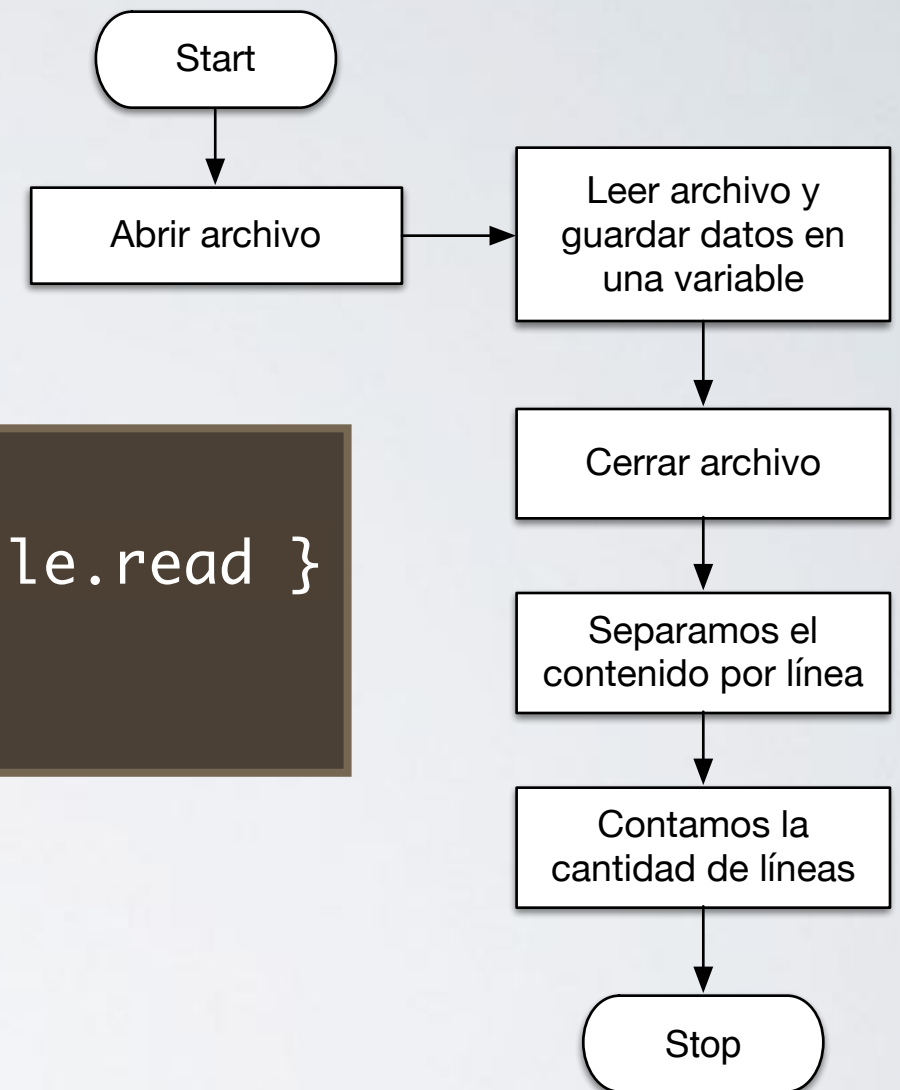 Start
Abrir archivo
Leer archivo y
guardar datos en
una variable
le.read }
Cerrar archivo
Separamos el
contenido por línea
Contamos la
cantidad de líneas
Stop